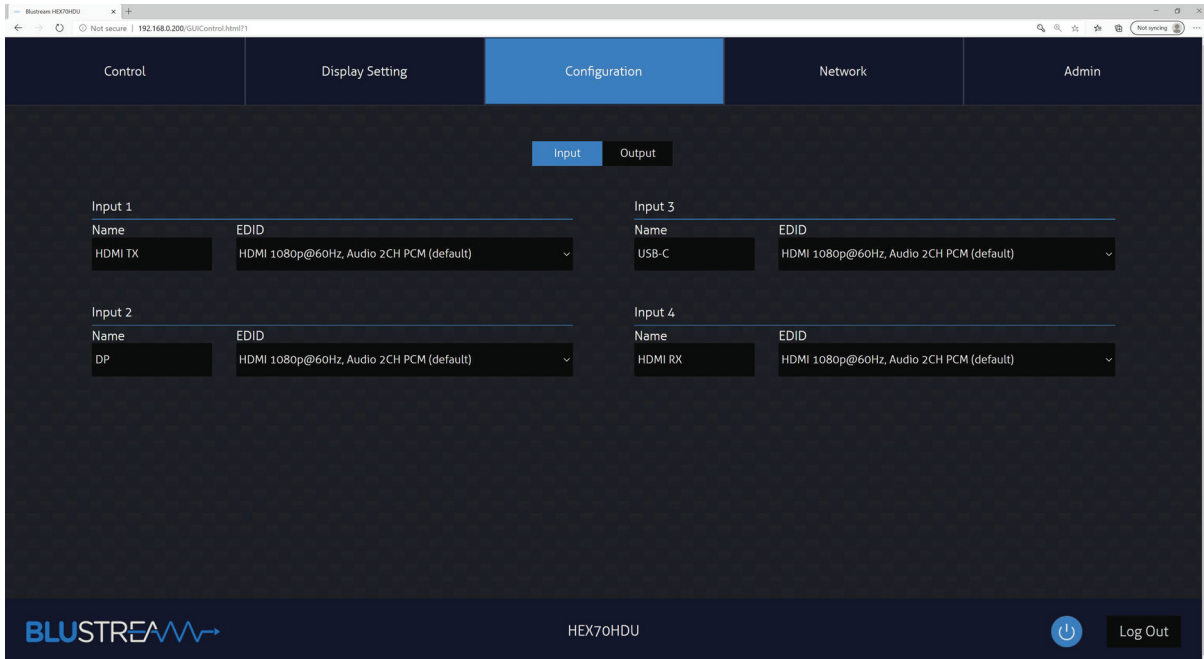 Blustream HEX70HDU
Not secure | 192.168.0.200/GUIControl.html?1
Not syncing
Control
Display Setting
Configuration
Network
Admin
Input
Output
Input 1
Name
EDID
HDMI TX
HDMI 1080p@60Hz, Audio 2CH PCM (default)
Input 3
Name
EDID
USB-C
HDMI 1080p@60Hz, Audio 2CH PCM (default)
Input 2
Name
EDID
DP
HDMI 1080p@60Hz, Audio 2CH PCM (default)
Input 4
Name
EDID
HDMI RX
HDMI 1080p@60Hz, Audio 2CH PCM (default)
BLUSTREAM
HEX70HDU
Log Out